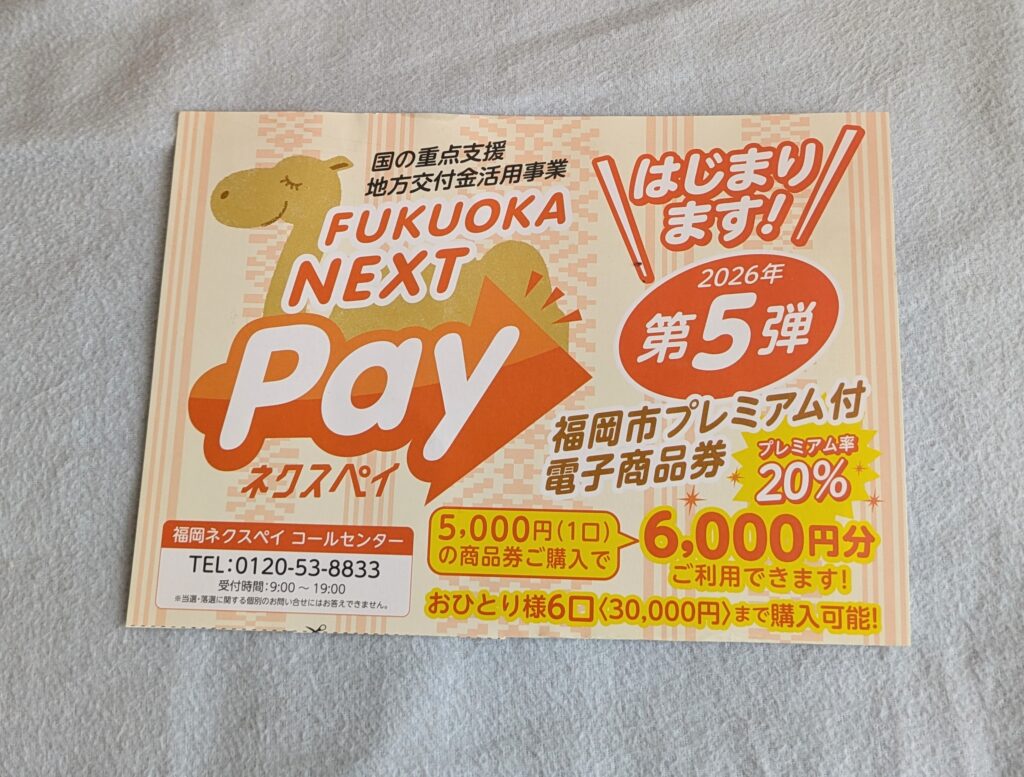 国の重点支援
地方交付金活用事業
FUKUOKA
NEXT
Pay
ネクスペイ
はじまり
ます!
2026年
第5弾
福岡市プレミアム付
電子商品券
プレミアム率
20%
5,000円(1口)
の商品券ご購入で
6,000円分
ご利用できます!
おひとり様6口〈30,000円〉まで購入可能!
福岡ネクスペイ コールセンター
TEL:0120-53-8833
受付時間:9:00 ~ 19:00
※当選・落選に関する個別のお問い合せにはお答えできません。